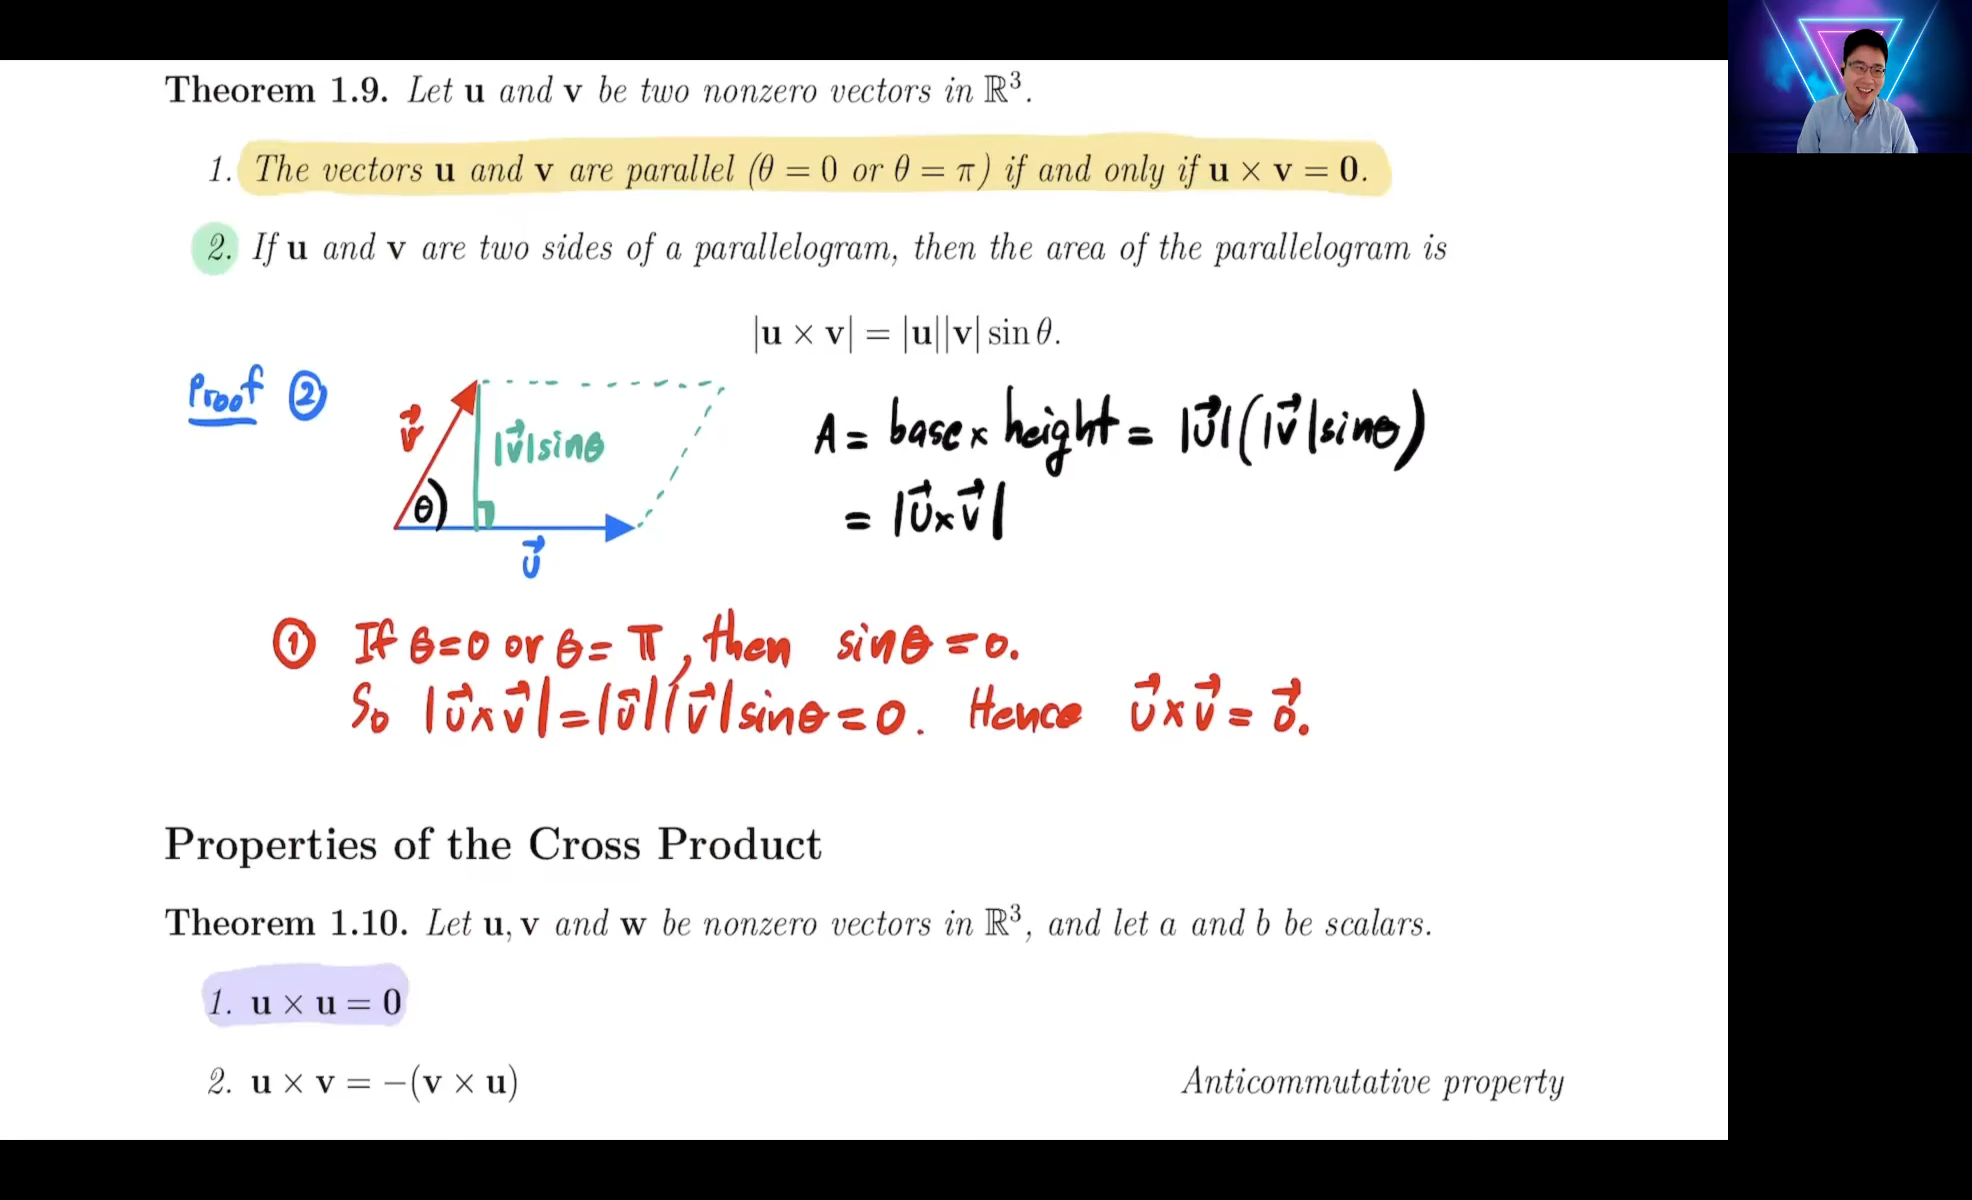 Theorem 1.9. Let u and v be two nonzero vectors in ℝ³.
1. The vectors u and v are parallel (θ = 0 or θ = π) if and only if u × v = 0.
2. If u and v are two sides of a parallelogram, then the area of the parallelogram is
|u × v| = |u||v| sin θ.
Proof ②
v⃗
|v⃗|sinθ
θ
u⃗
A = base × height = |u⃗|(|v⃗|sinθ)
= |u⃗×v⃗|
① If θ=0 or θ=π, then sinθ=0.
So |u⃗×v⃗|=|u⃗||v⃗|sinθ=0. Hence u⃗×v⃗=0⃗.
Properties of the Cross Product
Theorem 1.10. Let u, v and w be nonzero vectors in ℝ³, and let a and b be scalars.
1. u × u = 0
2. u × v = −(v × u) Anticommutative property